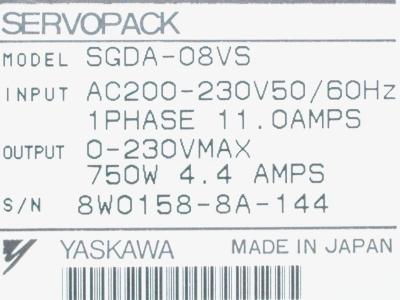 SERVOPACK
MODEL SGDA-08VS
INPUT AC200-230V50/60Hz
1PHASE 11.0AMPS
OUTPUT 0-230VMAX
750W 4.4 AMPS
S/N 8W0158-8A-144
YASKAWA MADE IN JAPAN